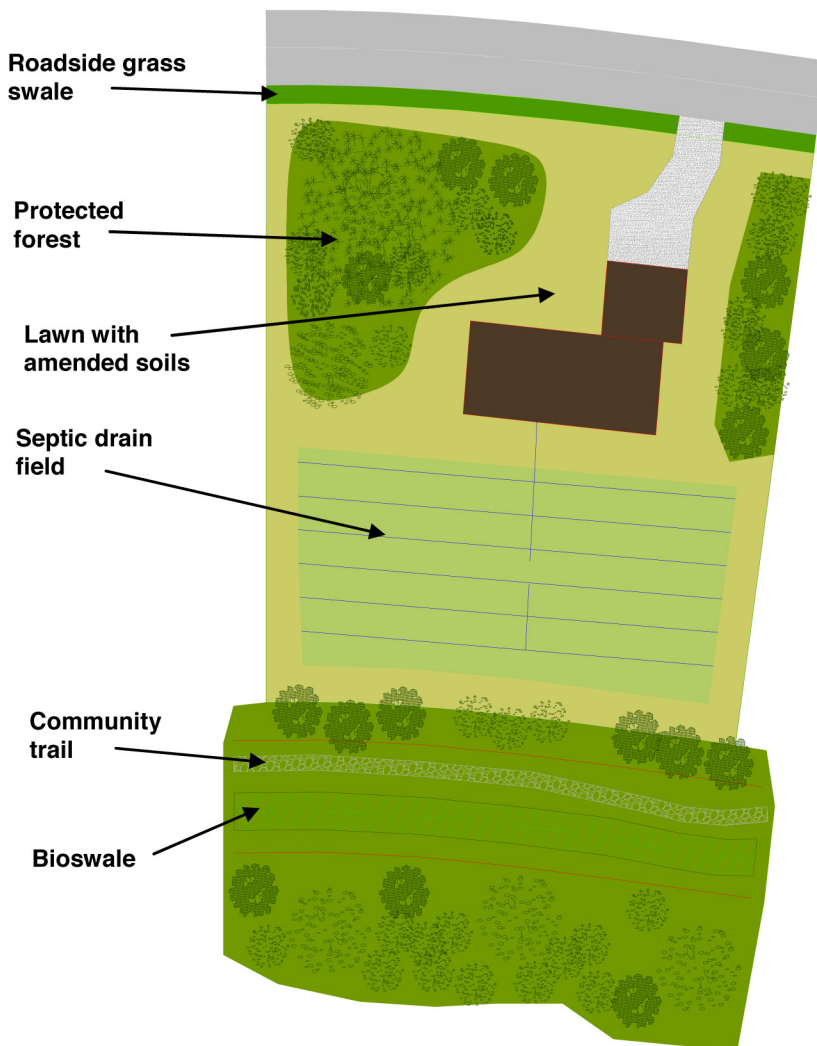 Roadside grass
swale
Protected
forest
Lawn with
amended soils
Septic drain
field
Community
trail
Bioswale